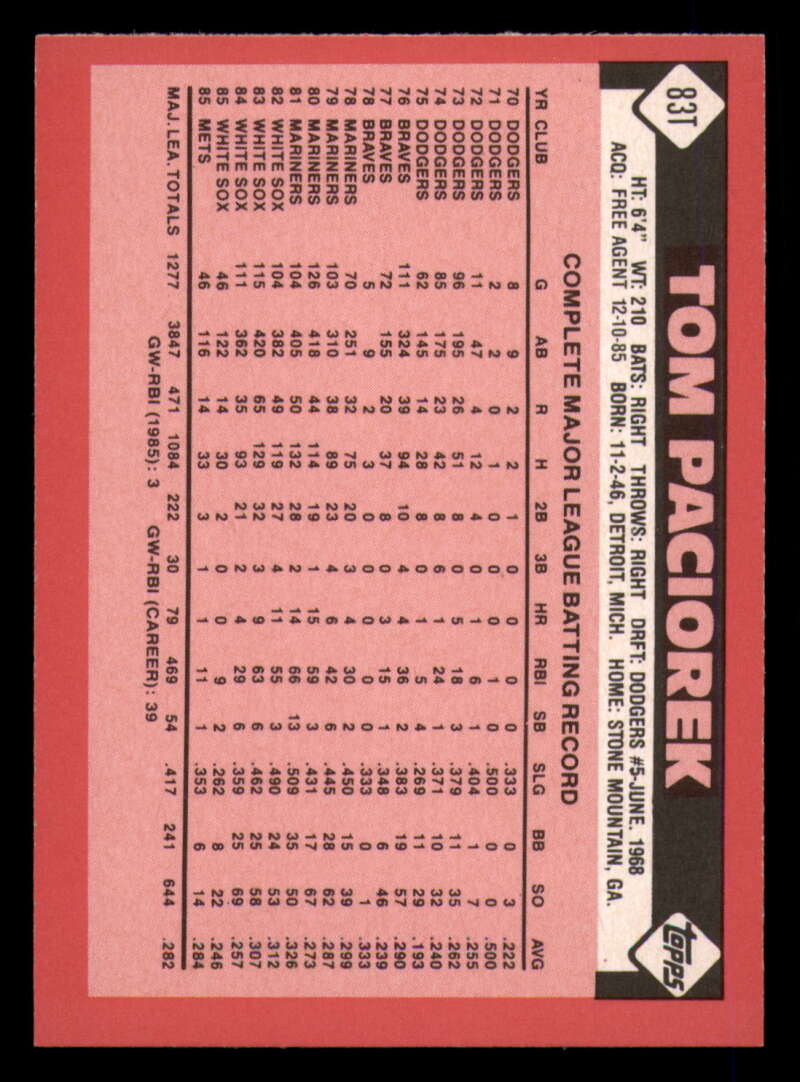 83T
TOM PACIOREK
topps
HT: 6'4" WT: 210 BATS: RIGHT THROWS: RIGHT DRFT: DODGERS #5-JUNE, 1968
ACQ: FREE AGENT 12-10-85 BORN: 11-2-46, DETROIT, MICH. HOME: STONE MOUNTAIN, GA.
COMPLETE MAJOR LEAGUE BATTING RECORD
YR CLUB G AB R H 2B 3B HR RBI SB SLG BB SO AVG
70 DODGERS 8 9 2 2 1 0 0 0 0 .333 0 3 .222
71 DODGERS 2 2 0 1 0 0 0 1 0 .500 0 0 .500
72 DODGERS 11 47 4 12 4 0 1 6 1 .404 1 7 .255
73 DODGERS 96 195 26 51 8 0 5 18 3 .379 11 35 .262
74 DODGERS 85 175 23 42 8 6 1 24 1 .371 10 32 .240
75 DODGERS 62 145 14 28 8 0 1 5 4 .269 11 29 .193
76 BRAVES 111 324 39 94 10 4 4 36 2 .383 19 57 .290
77 BRAVES 72 155 20 37 8 0 3 15 1 .348 6 46 .239
78 BRAVES 5 9 2 3 0 0 0 0 0 .333 0 1 .333
78 MARINERS 70 251 32 75 20 3 4 30 2 .450 15 39 .299
79 MARINERS 103 310 38 89 23 4 6 42 6 .445 28 62 .287
80 MARINERS 126 418 44 114 19 1 15 59 3 .431 17 67 .273
81 MARINERS 104 405 50 132 28 2 14 66 13 .509 35 50 .326
82 WHITE SOX 104 382 49 119 27 4 11 55 3 .490 24 53 .312
83 WHITE SOX 115 420 65 129 32 3 9 63 6 .462 25 58 .307
84 WHITE SOX 111 362 35 93 21 2 4 29 6 .359 25 69 .257
85 WHITE SOX 46 122 14 30 2 0 0 9 2 .262 8 22 .246
85 METS 46 116 14 33 3 1 1 11 1 .353 6 14 .284
MAJ. LEA. TOTALS 1277 3847 471 1084 222 30 79 469 54 .417 241 644 .282
GW-RBI (1985): 3 GW-RBI (CAREER): 39